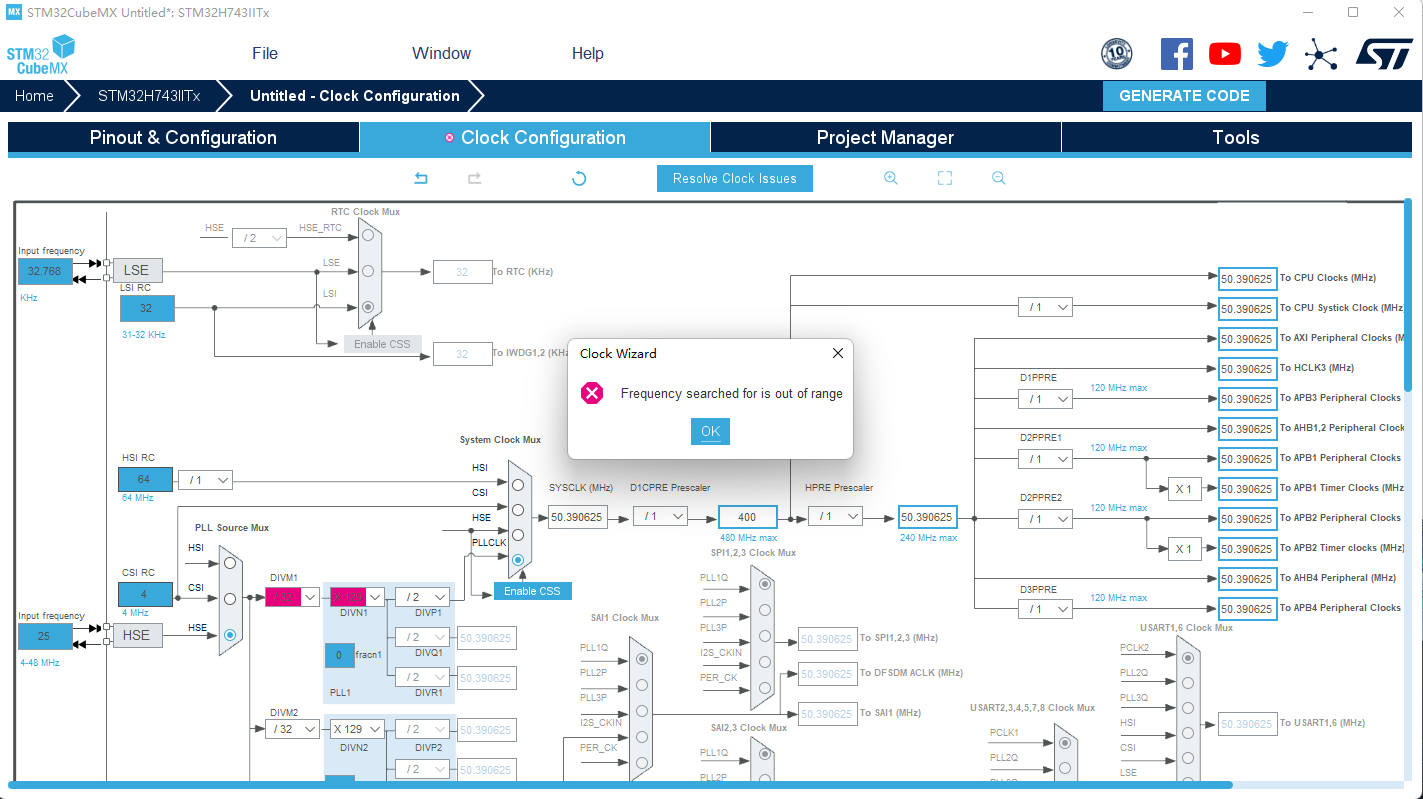 MX STM32CubeMX Untitled*: STM32H743IITx
STM32
CubeMX
File Window Help
10
ST
Home STM32H743IITx Untitled - Clock Configuration GENERATE CODE
Pinout & Configuration Clock Configuration Project Manager Tools
Resolve Clock Issues
RTC Clock Mux
HSE / 2 HSE_RTC
Input frequency
32.768 LSE LSE 32 To RTC (KHz)
KHz
LSI RC LSI
32
31-32 KHz
Enable CSS
32 To IWDG1,2 (KHz
50.390625 To CPU Clocks (MHz)
/ 1 50.390625 To CPU Systick Clock (MHz
50.390625 To AXI Peripheral Clocks (M
50.390625 To HCLK3 (MHz)
D1PPRE
/ 1 120 MHz max 50.390625 To APB3 Peripheral Clocks
50.390625 To AHB1,2 Peripheral Clock
D2PPRE1
/ 1 120 MHz max 50.390625 To APB1 Peripheral Clocks
X 1 50.390625 To APB1 Timer Clocks (MHz
D2PPRE2
/ 1 120 MHz max 50.390625 To APB2 Peripheral Clocks
X 1 50.390625 To APB2 Timer clocks (MHz)
50.390625 To AHB4 Peripheral (MHz)
D3PPRE
/ 1 120 MHz max 50.390625 To APB4 Peripheral Clocks
Clock Wizard
Frequency searched for is out of range
OK
System Clock Mux
HSI RC
64 / 1 HSI
64 MHz
CSI
HSE
PLLCLK
SYSCLK (MHz) D1CPRE Prescaler HPRE Prescaler
50.390625 / 1 400 / 1 50.390625
480 MHz max 240 MHz max
Enable CSS
PLL Source Mux
HSI
CSI RC CSI
4
4 MHz
Input frequency
25 HSE HSE
4-48 MHz
DIVM1
/ 2
DIVN1 DIVP1
/ 2 50.390625
0 fracn1 DIVQ1
/ 2 50.390625
PLL1 DIVR1
DIVM2
/ 32 X 129 / 2 50.390625
DIVN2 DIVP2
/ 2 50.390625
SPI1,2,3 Clock Mux
PLL1Q
PLL2P
PLL3P
I2S_CKIN
PER_CK
50.390625 To SPI1,2,3 (MHz)
50.390625 To DFSDM ACLK (MHz)
50.390625 To SAI1 (MHz)
SAI1 Clock Mux
PLL1Q
PLL2P
PLL3P
I2S_CKIN
PER_CK
SAI2,3 Clock Mux
PLL1Q
PLL2P
USART2,3,4,5,7,8 Clock Mux
PCLK1
PLL2Q
USART1,6 Clock Mux
PCLK2
PLL2Q
PLL3Q
HSI
CSI
LSE
50.390625 To USART1,6 (MHz)